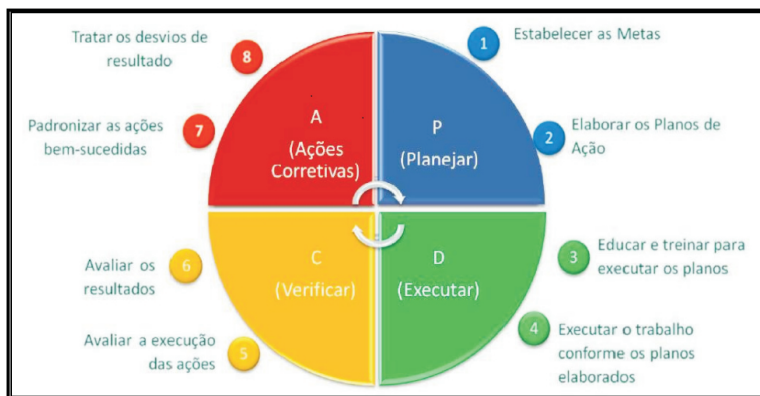 1
Estabelecer as Metas
2
Elaborar os Planos de
Ação
3
Educar e treinar para
executar os planos
4
Executar o trabalho
conforme os planos
elaborados
5
Avaliar a execução
das ações
6
Avaliar os
resultados
7
Padronizar as ações
bem-sucedidas
8
Tratar os desvios de
resultado
A
(Ações
Corretivas)
P
(Planejar)
C
(Verificar)
D
(Executar)